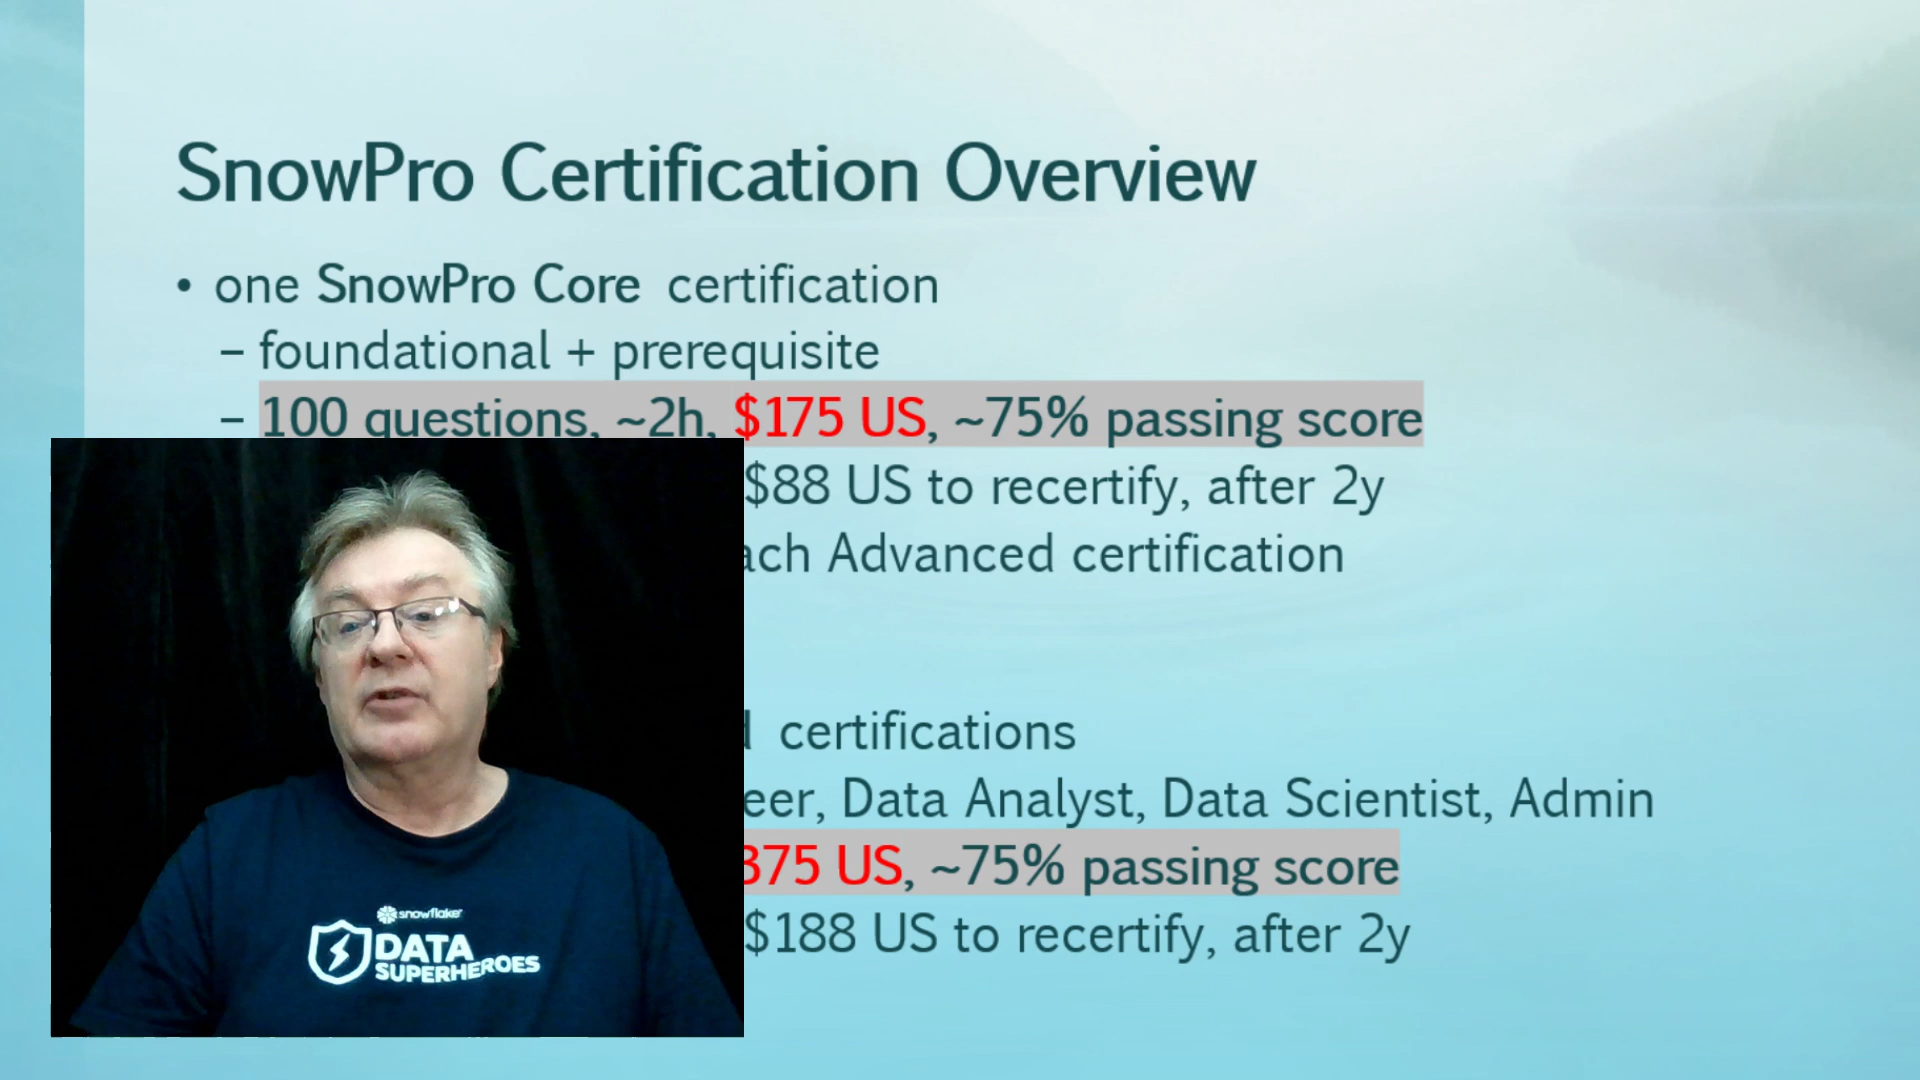 SnowPro Certification Overview
• one SnowPro Core certification
– foundational + prerequisite
– 100 questions, ~2h, $175 US, ~75% passing score
$88 US to recertify, after 2y
ach Advanced certification
certifications
eer, Data Analyst, Data Scientist, Admin
375 US, ~75% passing score
$188 US to recertify, after 2y
snowflake
DATA
SUPERHEROES